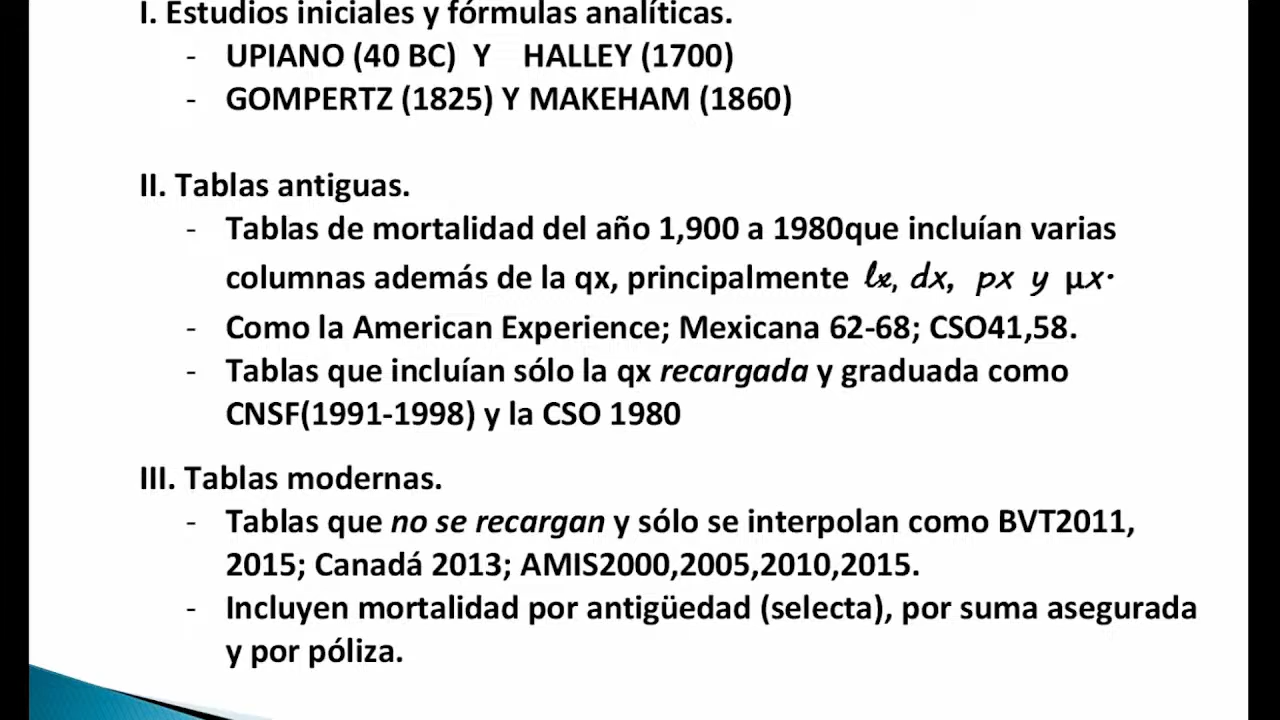 I. Estudios iniciales y fórmulas analíticas.
- UPIANO (40 BC) Y HALLEY (1700)
- GOMPERTZ (1825) Y MAKEHAM (1860)
II. Tablas antiguas.
- Tablas de mortalidad del año 1,900 a 1980que incluían varias
columnas además de la qx, principalmente lx, dx, px y μx.
- Como la American Experience; Mexicana 62-68; CSO41,58.
- Tablas que incluían sólo la qx recargada y graduada como
CNSF(1991-1998) y la CSO 1980
III. Tablas modernas.
- Tablas que no se recargan y sólo se interpolan como BVT2011,
2015; Canadá 2013; AMIS2000,2005,2010,2015.
- Incluyen mortalidad por antigüedad (selecta), por suma asegurada
y por póliza.